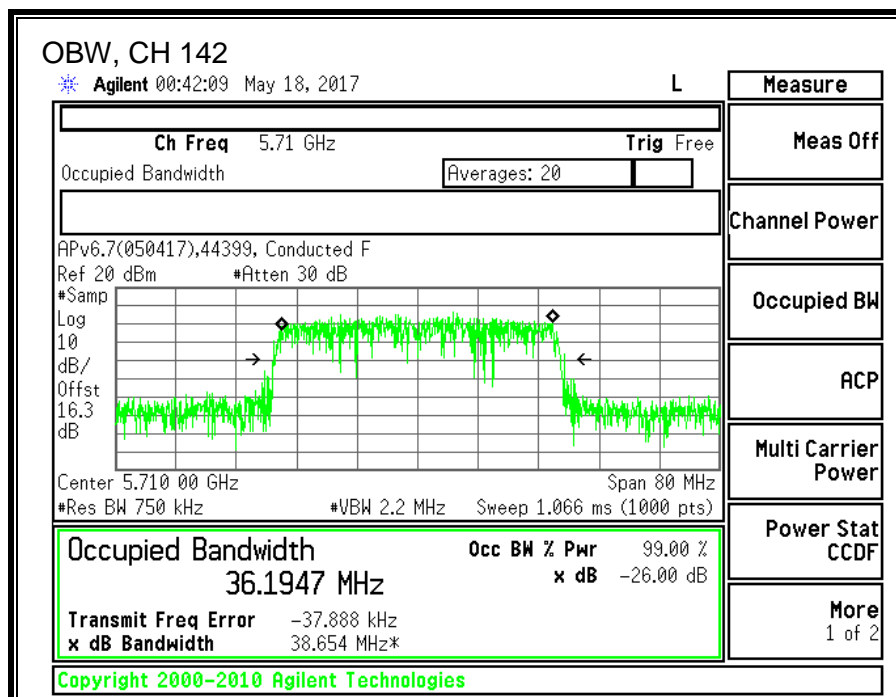 OBW, CH 142
Agilent 00:42:09 May 18, 2017 L
Measure
Ch Freq 5.71 GHz Trig Free
Meas Off
Occupied Bandwidth Averages: 20
Channel Power
APv6.7(050417),44399, Conducted F
Ref 20 dBm #Atten 30 dB
#Samp
Log
10
dB/
Offst
16.3
dB
Occupied BW
ACP
Center 5.710 00 GHz Span 80 MHz
#Res BW 750 kHz #VBW 2.2 MHz Sweep 1.066 ms (1000 pts)
Multi Carrier
Power
Occupied Bandwidth Occ BW % Pwr 99.00 %
36.1947 MHz x dB -26.00 dB
Transmit Freq Error -37.888 kHz
x dB Bandwidth 38.654 MHz*
Power Stat
CCDF
More
1 of 2
Copyright 2000-2010 Agilent Technologies